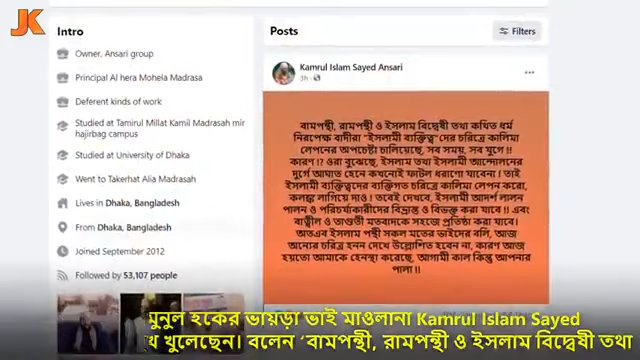 JK
Intro
Owner, Ansari group
Principal Al hera Mohela Madrasa
Deferent kinds of work
Studied at Tamirul Millat Kamil Madrasah mir
hajirbag campus
Studied at University of Dhaka
Went to Takerhat Alia Madrasah
Lives in Dhaka, Bangladesh
From Dhaka, Bangladesh
Joined September 2012
Followed by 53,107 people
Posts
Filters
Kamrul Islam Sayed Ansari
3h
বামপন্থী, রামপন্থী ও ইসলাম বিদ্বেষী তথা কথিত ধর্ম
নিরপেক্ষ বাদীরা "ইসলামী ব্যক্তিত্ব"দের চরিত্রে কালিমা
লেপনের অপচেষ্টা চালিয়েছে, সব সময়, সব যুগে !!
কারণ !? ওরা বুঝেছে, ইসলাম তথা ইসলামী আন্দোলনের
দুর্গে আঘাত হেনে কখনোই ফাটল ধরানো যাবেনা ! তাই
ইসলামী ব্যক্তিত্বদের ব্যক্তিগত চরিত্রে কালিমা লেপন করো,
কলঙ্ক লাগিয়ে দাও ! তবেই দেখবে, ইসলামী আদর্শ লালন
পালন ও পরিচর্যাকারীদের বিভ্রান্ত ও বিভক্ত করা যাবে !! এবং
বাতিল ও তাগুতী মতবাদকে সহজে প্রতিষ্ঠা করা যাবে।
অতএব ইসলাম পন্থী সকল মতের ভাইদের বলি, আজ
অন্যের চরিত্র হনন দেখে উল্লোশিত হবেন না, কারণ আজ
হয়তো আমাকে হেনস্থা করেছে, আগামী কাল কিন্তু আপনার
পালা !!
মুনুল হকের ভায়ড়া ভাই মাওলানা Kamrul Islam Sayed
খুলেছেন। বলেন 'বামপন্থী, রামপন্থী ও ইসলাম বিদ্বেষী তথা